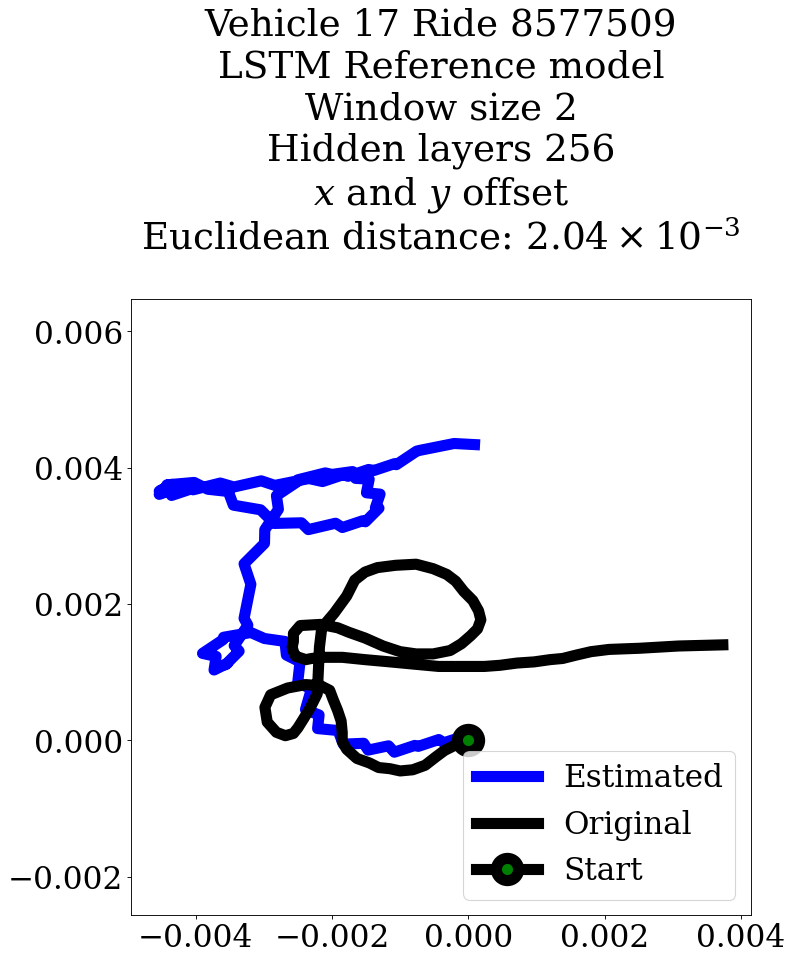 Vehicle 17 Ride 8577509
LSTM Reference model
Window size 2
Hidden layers 256
x and y offset
Euclidean distance: 2.04 × 10⁻³
0.006
0.004
0.002
0.000
−0.002
Estimated
Original
Start
−0.004 −0.002 0.000 0.002 0.004